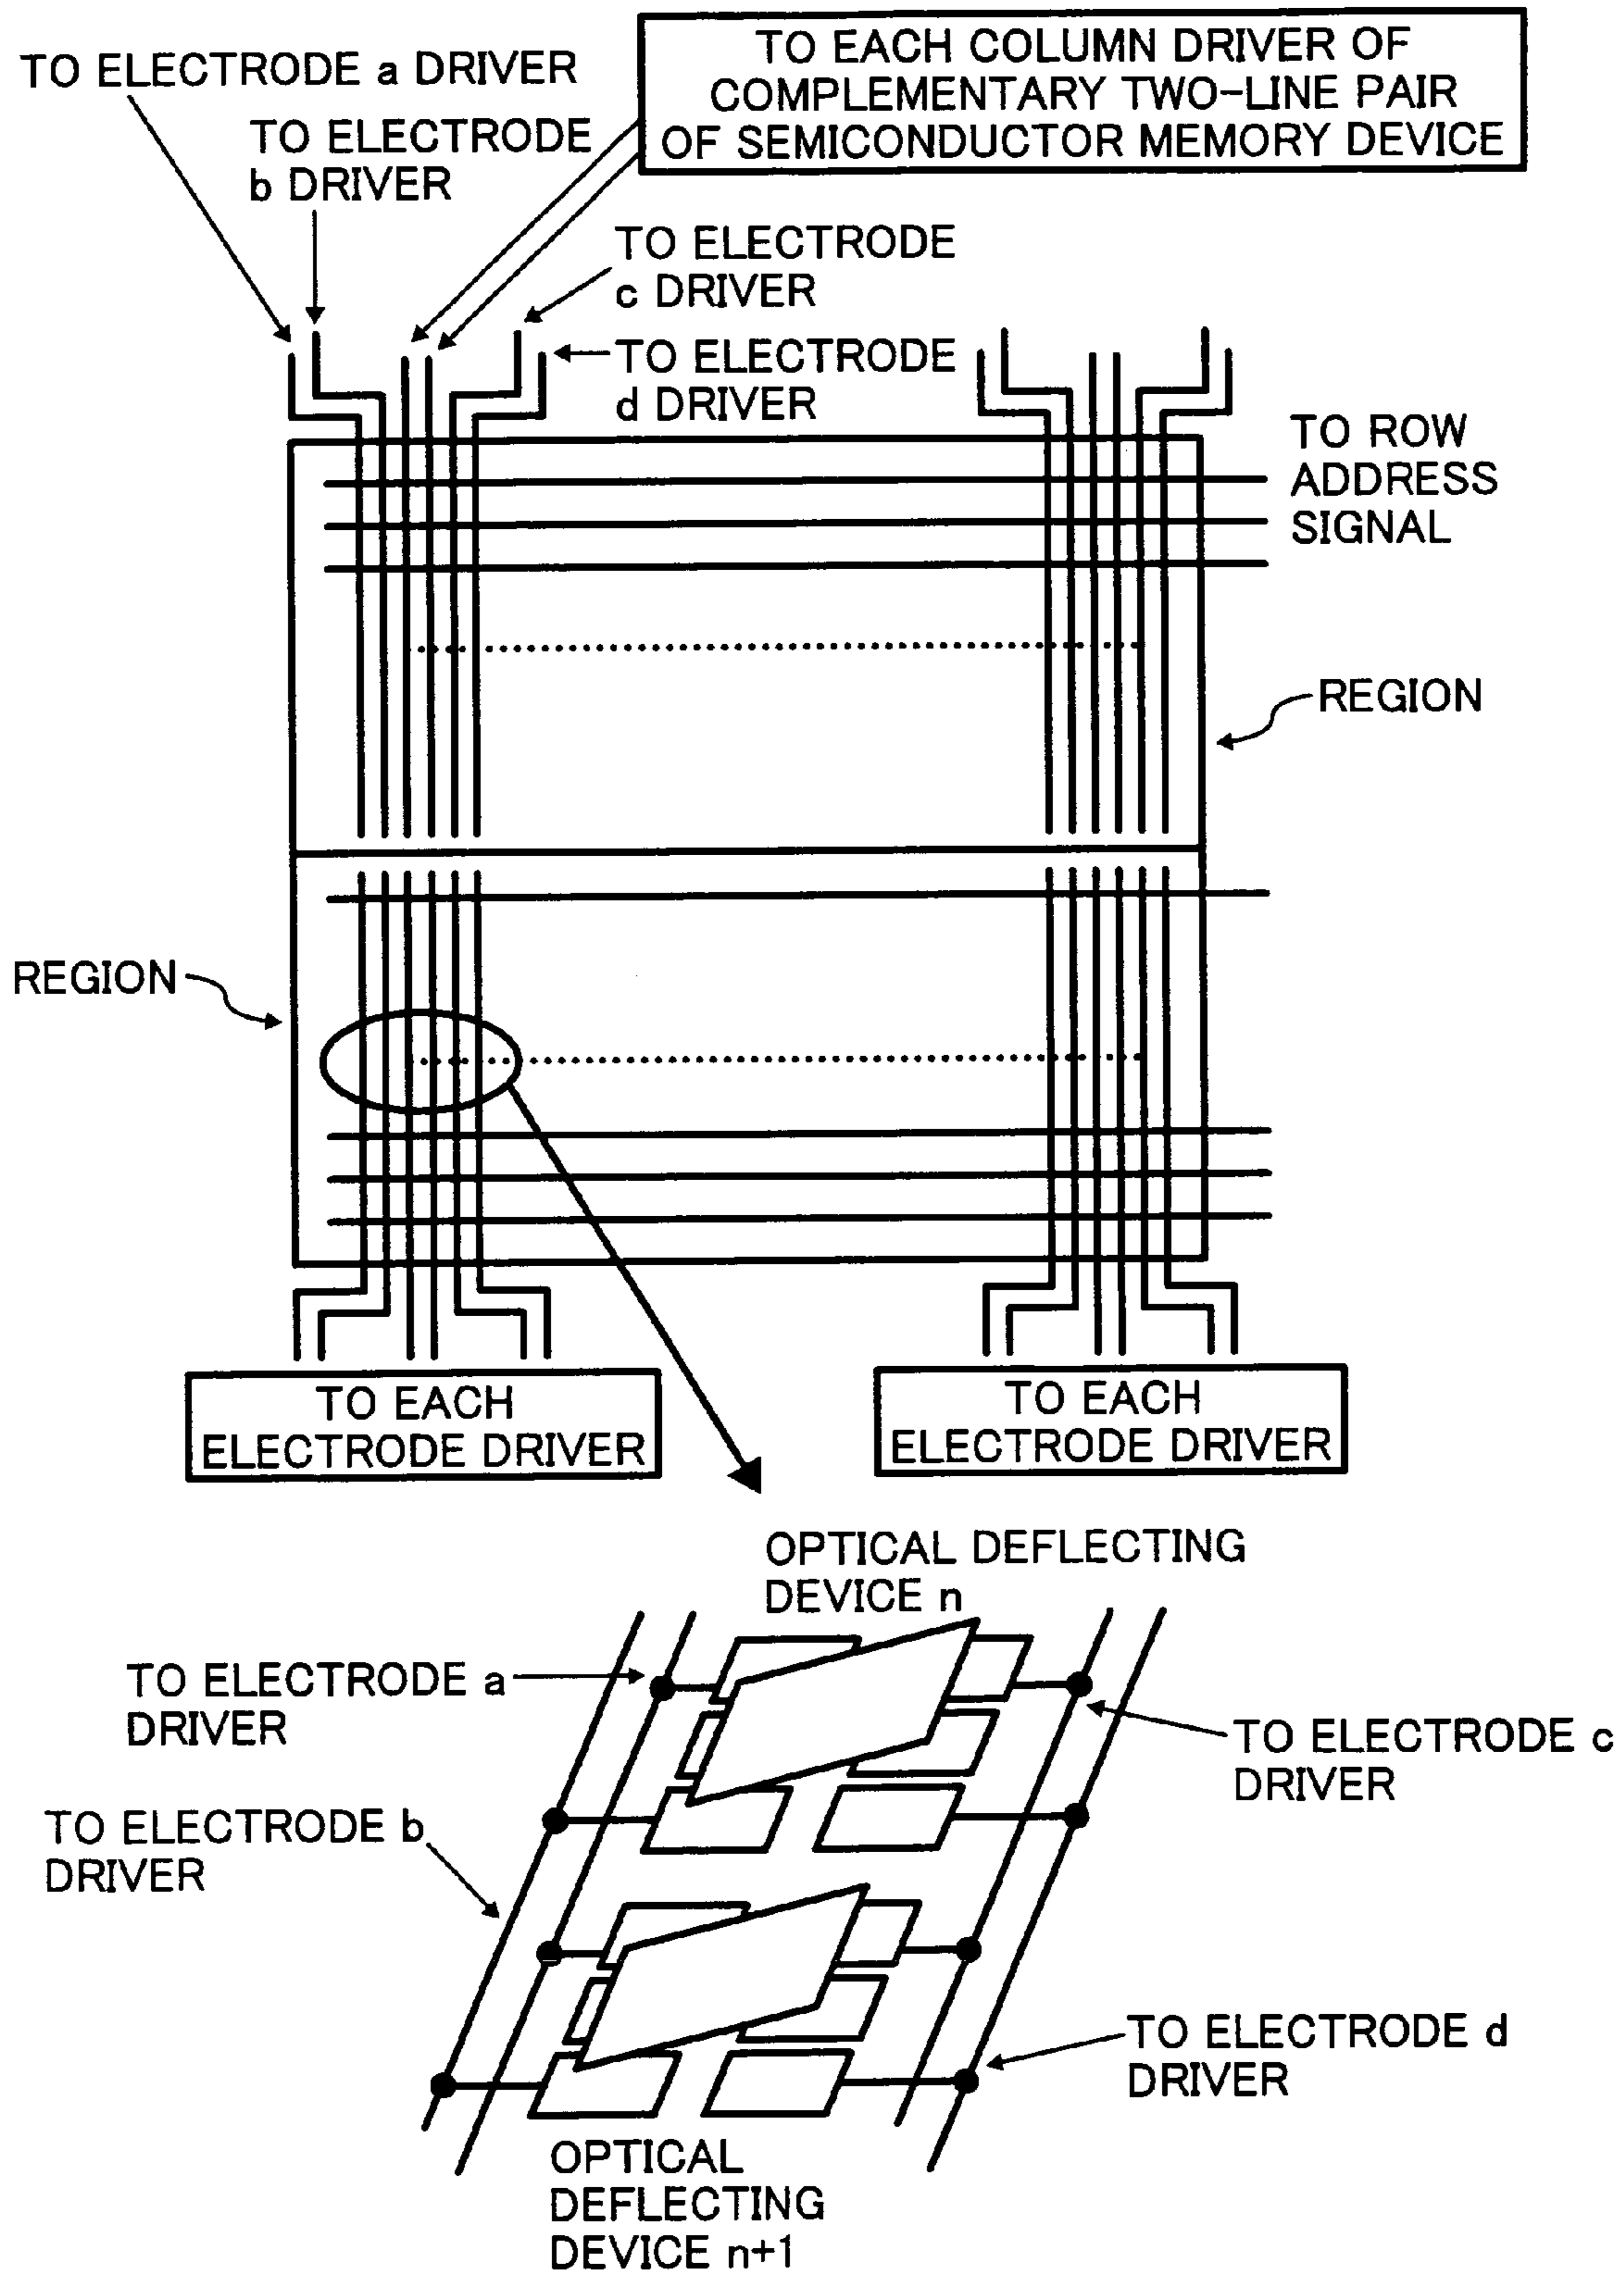 TO ELECTRODE a DRIVER
TO EACH COLUMN DRIVER OF
COMPLEMENTARY TWO-LINE PAIR
OF SEMICONDUCTOR MEMORY DEVICE
TO ELECTRODE
b DRIVER
TO ELECTRODE
c DRIVER
TO ELECTRODE
d DRIVER
TO ROW
ADDRESS
SIGNAL
REGION
REGION
TO EACH
ELECTRODE DRIVER
TO EACH
ELECTRODE DRIVER
OPTICAL DEFLECTING
DEVICE n
TO ELECTRODE a
DRIVER
TO ELECTRODE c
DRIVER
TO ELECTRODE b
DRIVER
TO ELECTRODE d
DRIVER
OPTICAL
DEFLECTING
DEVICE n+1